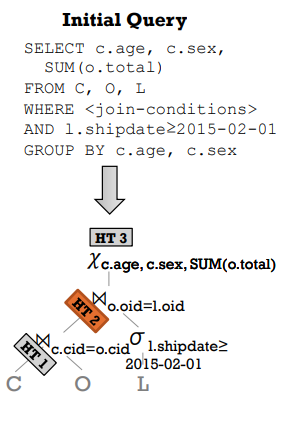 Initial Query
SELECT c.age, c.sex,
SUM(o.total)
FROM C, O, L
WHERE <join-conditions>
AND l.shipdate≥2015-02-01
GROUP BY c.age, c.sex
HT 3
χ c.age, c.sex, SUM(o.total)
HT 2
⋈ o.oid=l.oid
HT 1
⋈ c.cid=o.cid
σ l.shipdate≥
2015-02-01
C O L